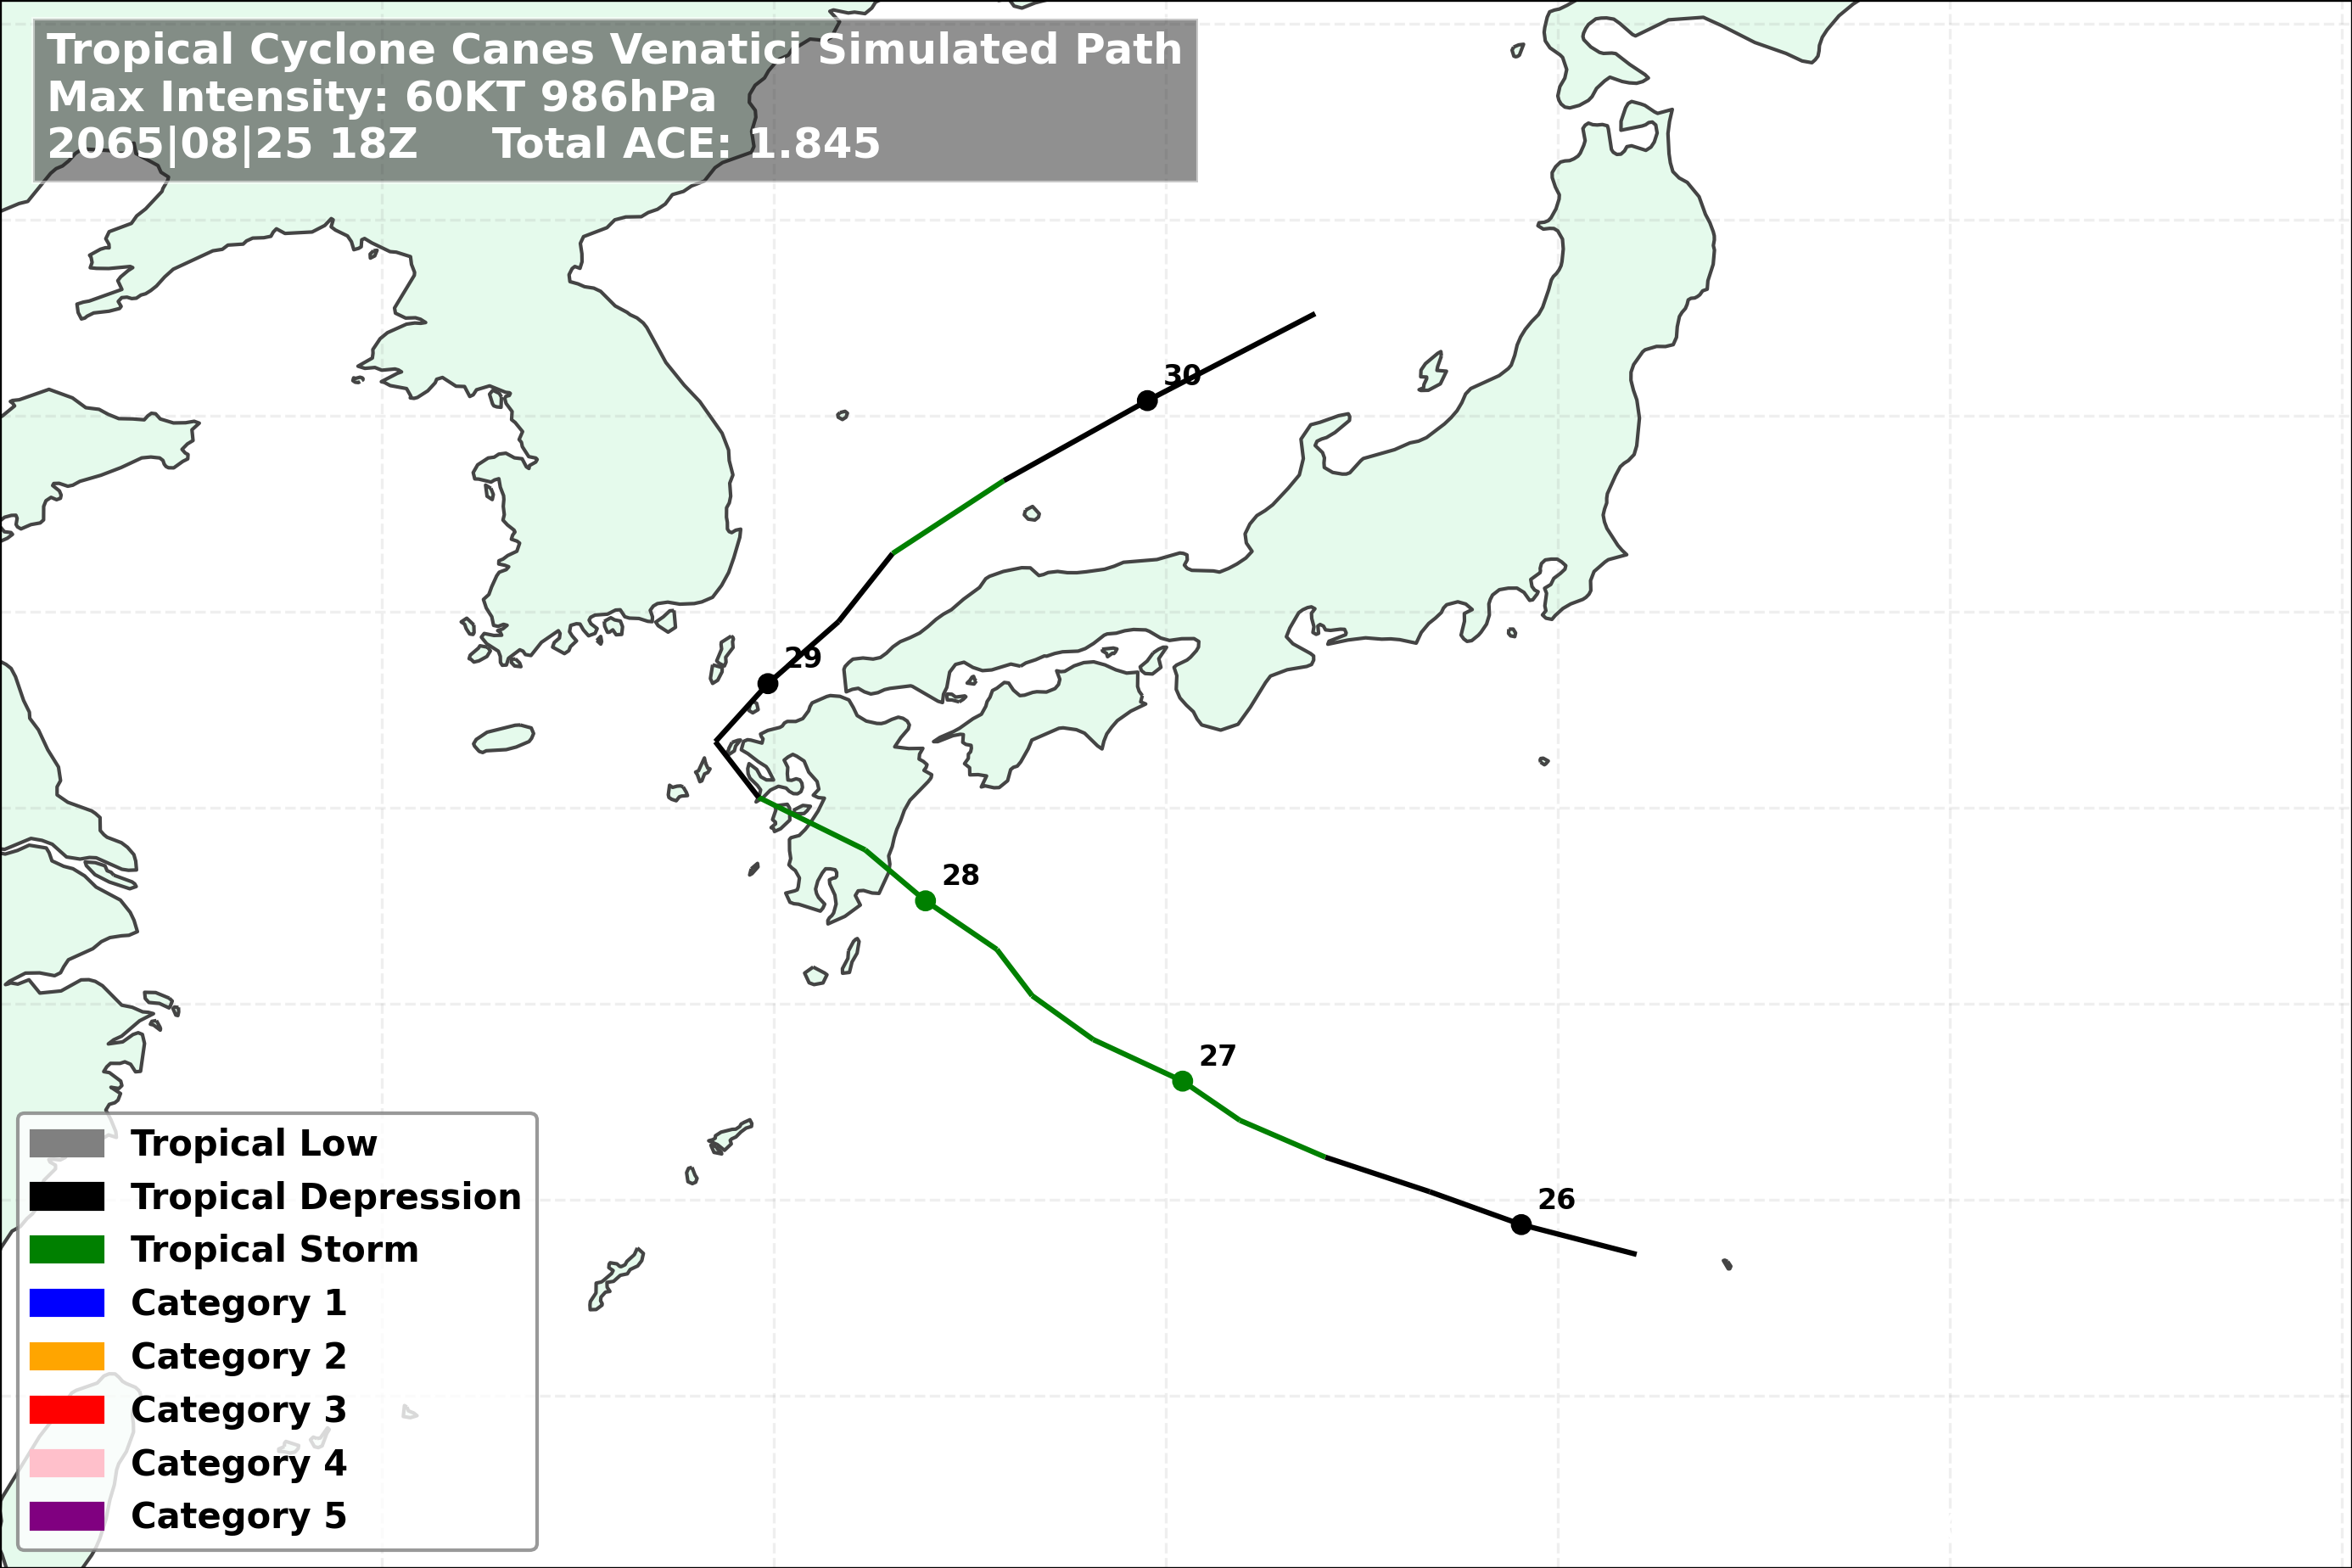 Tropical Cyclone Canes Venatici Simulated Path
Max Intensity: 60KT 986hPa
2065|08|25 18Z Total ACE: 1.845
30
29
28
27
26
Tropical Low
Tropical Depression
Tropical Storm
Category 1
Category 2
Category 3
Category 4
Category 5